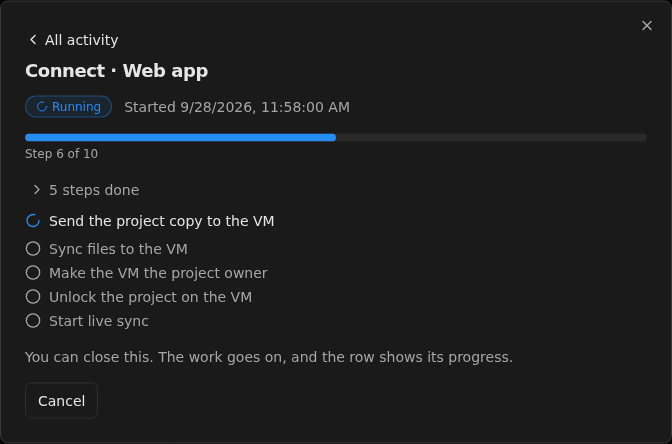 All activity
Connect · Web app
Running Started 9/28/2026, 11:58:00 AM
Step 6 of 10
5 steps done
Send the project copy to the VM
Sync files to the VM
Make the VM the project owner
Unlock the project on the VM
Start live sync
You can close this. The work goes on, and the row shows its progress.
Cancel